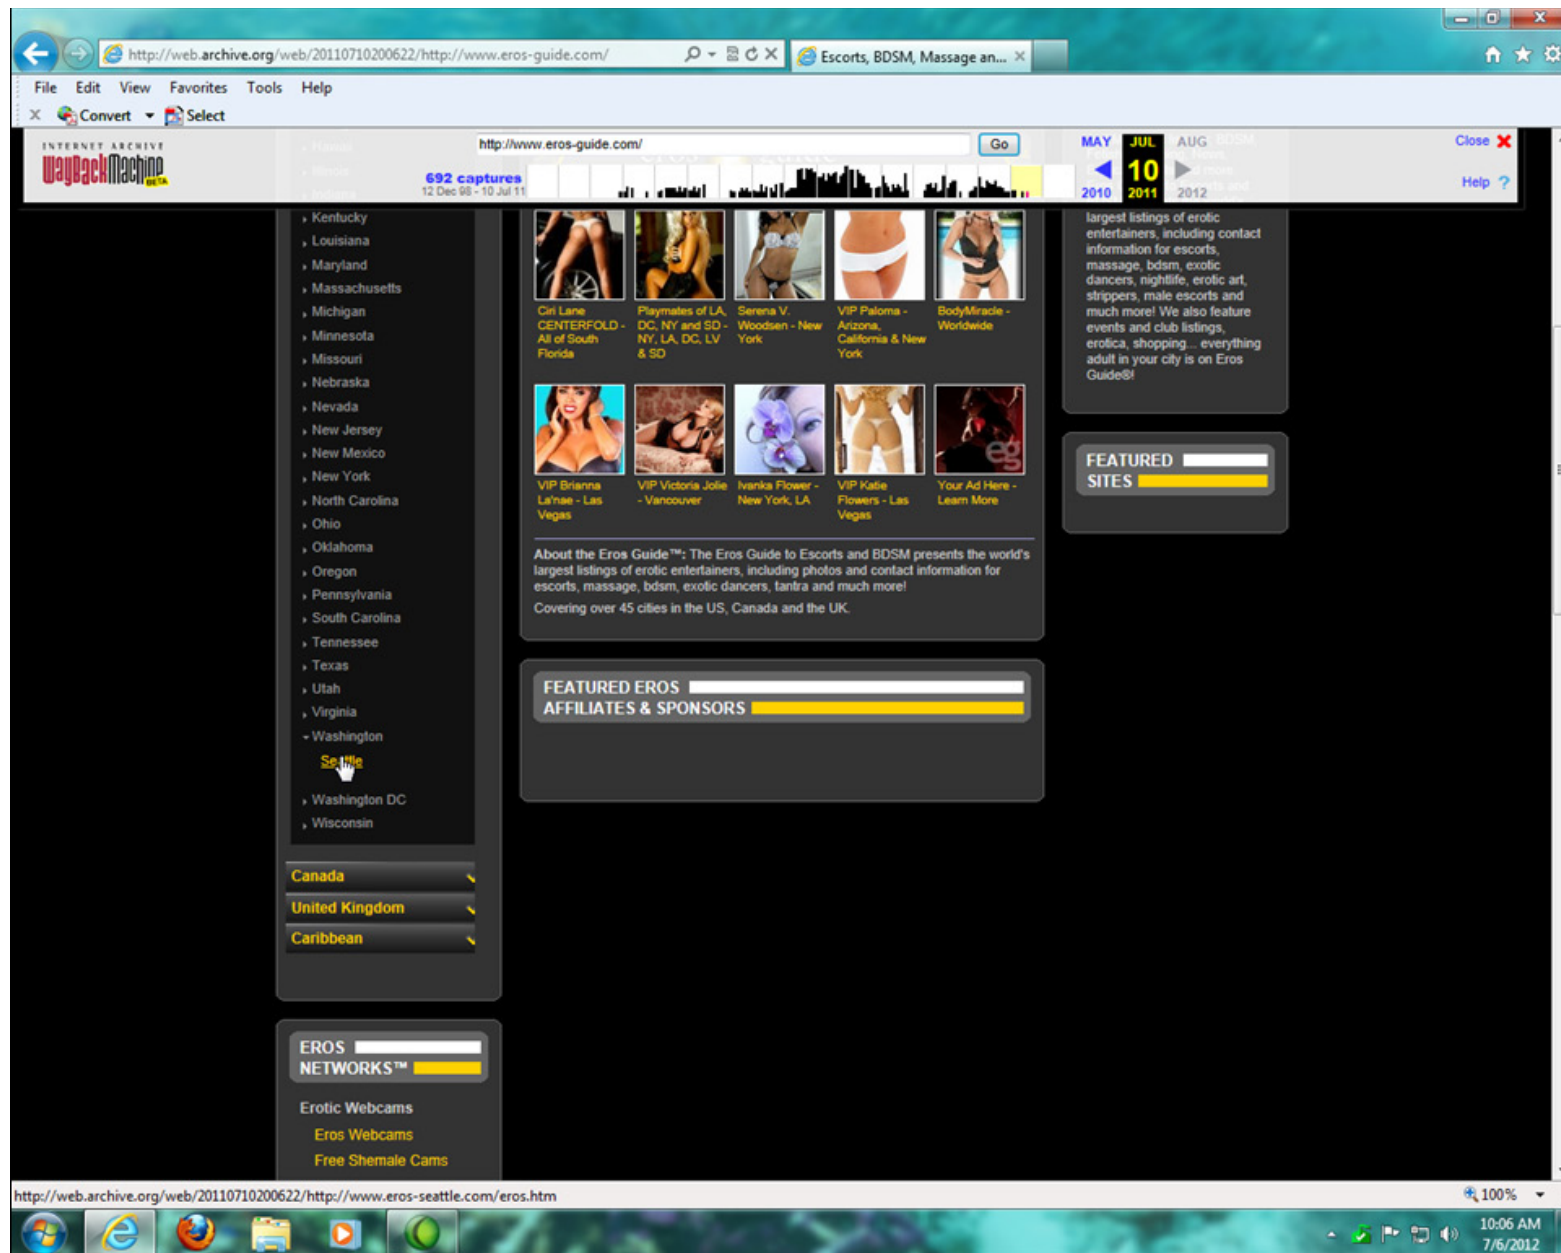 http://web.archive.org/web/20110710200622/http://www.eros-guide.com/
Escorts, BDSM, Massage an...
File Edit View Favorites Tools Help
Convert Select
INTERNET ARCHIVE
WayBackMachine
BETA
http://www.eros-guide.com/
Go
692 captures
12 Dec 98 - 10 Jul 11
MAY JUL AUG
10
2010 2011 2012
Close
Help ?
Kentucky
Louisiana
Maryland
Massachusetts
Michigan
Minnesota
Missouri
Nebraska
Nevada
New Jersey
New Mexico
New York
North Carolina
Ohio
Oklahoma
Oregon
Pennsylvania
South Carolina
Tennessee
Texas
Utah
Virginia
Washington
Seattle
Washington DC
Wisconsin
Canada
United Kingdom
Caribbean
EROS
NETWORKS™
Erotic Webcams
Eros Webcams
Free Shemale Cams
Ciri Lane
CENTERFOLD -
All of South
Florida
Playmates of LA,
DC, NY and SD -
NY, LA, DC, LV
& SD
Serena V.
Woodsen - New
York
VIP Paloma -
Arizona,
California & New
York
BodyMiracle -
Worldwide
eg
VIP Brianna
La'nae - Las
Vegas
VIP Victoria Jolie
- Vancouver
Ivanka Flower -
New York, LA
VIP Katie
Flowers - Las
Vegas
Your Ad Here -
Learn More
About the Eros Guide™: The Eros Guide to Escorts and BDSM presents the world's
largest listings of erotic entertainers, including photos and contact information for
escorts, massage, bdsm, exotic dancers, tantra and much more!
Covering over 45 cities in the US, Canada and the UK.
FEATURED EROS
AFFILIATES & SPONSORS
largest listings of erotic
entertainers, including contact
information for escorts,
massage, bdsm, exotic
dancers, nightlife, erotic art,
strippers, male escorts and
much more! We also feature
events and club listings,
erotica, shopping... everything
adult in your city is on Eros
Guide®!
FEATURED
SITES
http://web.archive.org/web/20110710200622/http://www.eros-seattle.com/eros.htm
100%
10:06 AM
7/6/2012